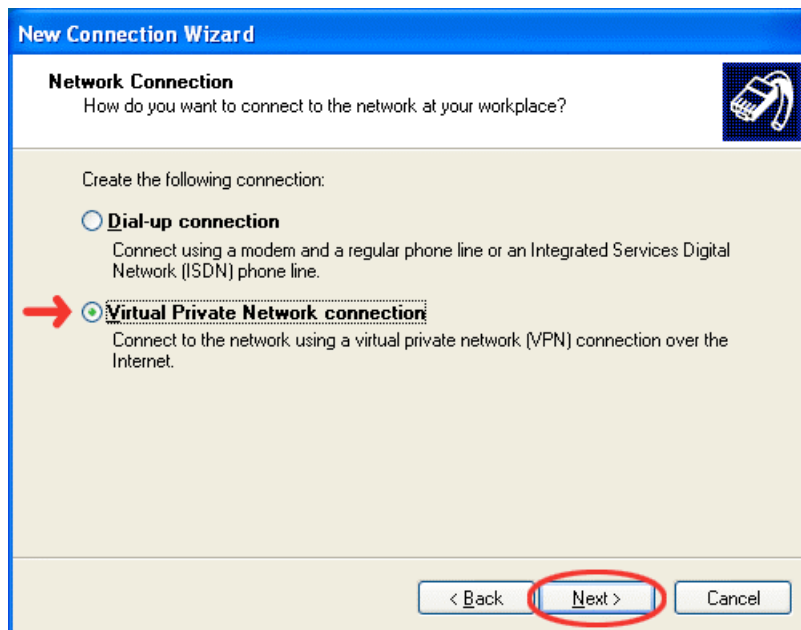 New Connection Wizard
Network Connection
How do you want to connect to the network at your workplace?
Create the following connection:
Dial-up connection
Connect using a modem and a regular phone line or an Integrated Services Digital
Network (ISDN) phone line.
Virtual Private Network connection
Connect to the network using a virtual private network (VPN) connection over the
Internet.
< Back Next > Cancel